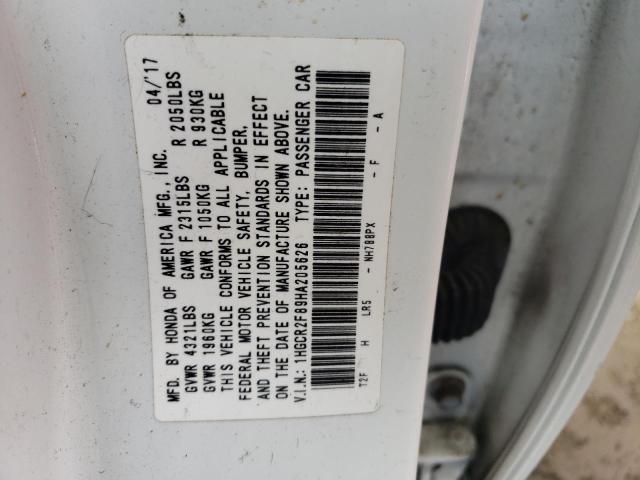 MFD. BY HONDA OF AMERICA MFG., INC. 04/'17
GVWR 4321LBS GAWR F 2315LBS R 2050LBS
GVWR 1960KG GAWR F 1050KG R 930KG
THIS VEHICLE CONFORMS TO ALL APPLICABLE
FEDERAL MOTOR VEHICLE SAFETY, BUMPER,
AND THEFT PREVENTION STANDARDS IN EFFECT
ON THE DATE OF MANUFACTURE SHOWN ABOVE.
V.I.N.: 1HGCR2F89HA205626 TYPE: PASSENGER CAR
T2F H LR5 - NH788PX - F - A